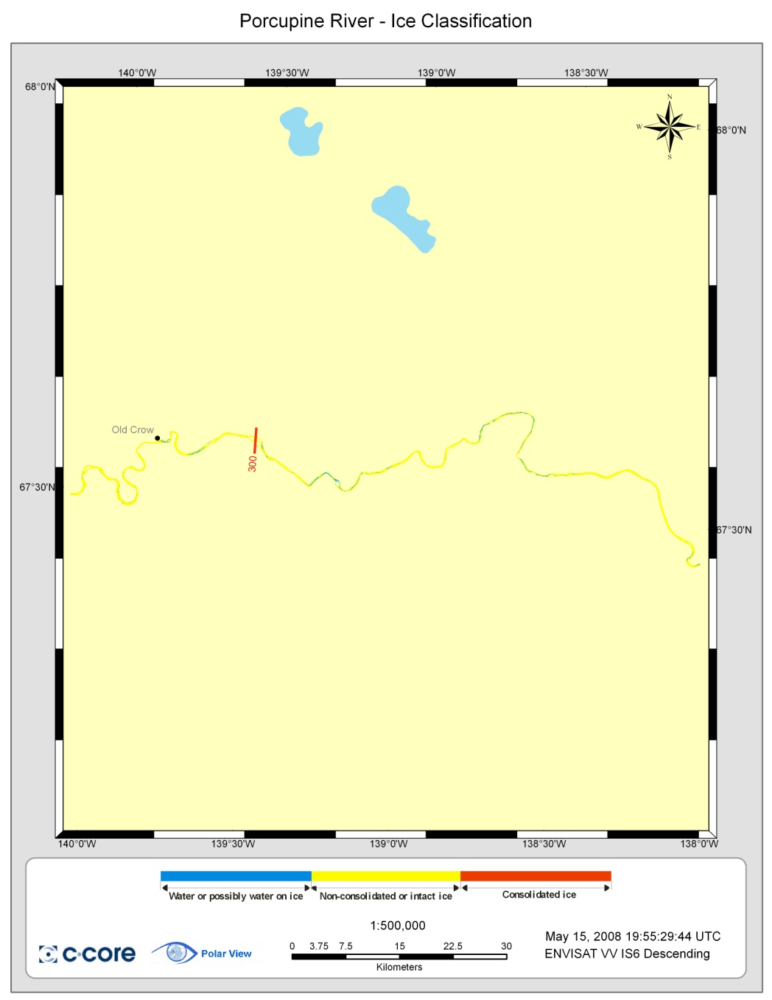 Porcupine River - Ice Classification
140°0'W 139°30'W 139°0'W 138°30'W
68°0'N
N
W E
S
68°0'N
Old Crow
300
67°30'N
67°30'N
140°0'W 139°30'W 139°0'W 138°30'W 138°0'W
Water or possibly water on ice Non-consolidated or intact ice Consolidated ice
1:500,000
0 3.75 7.5 15 22.5 30
Kilometers
c·core
Polar View
May 15, 2008 19:55:29:44 UTC
ENVISAT VV IS6 Descending